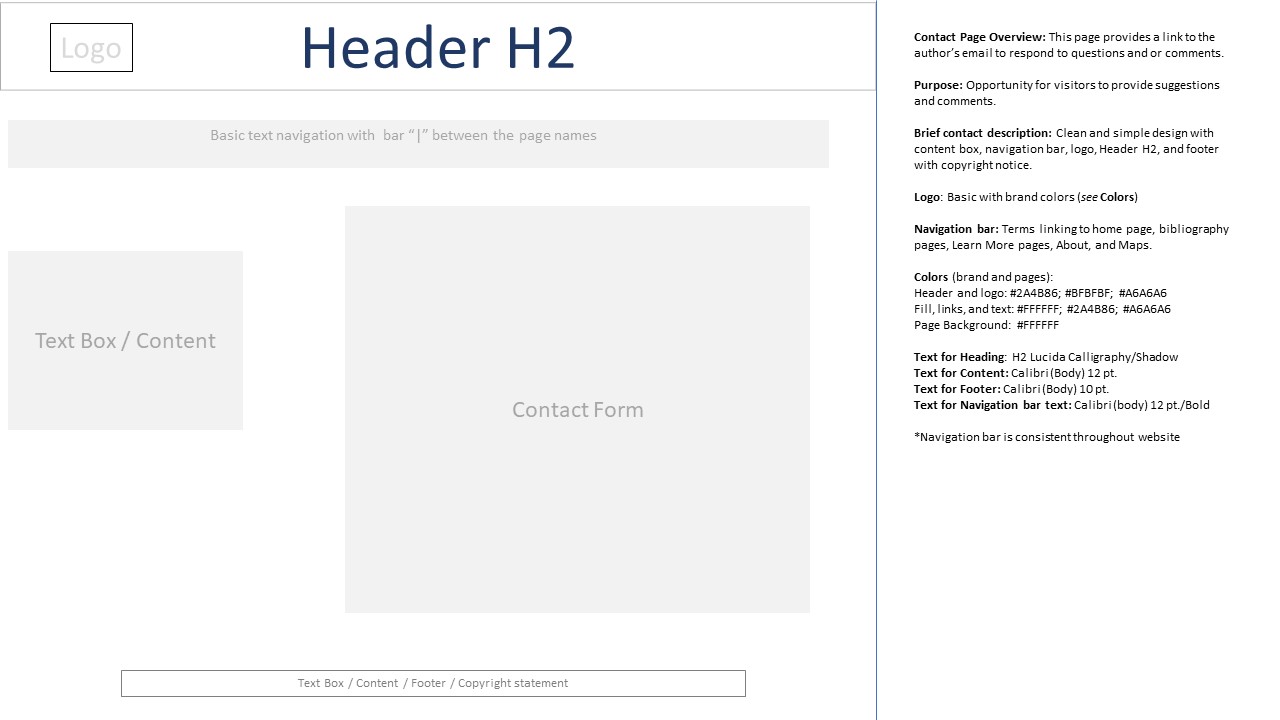 Logo
Header H2
Basic text navigation with bar “|” between the page names
Text Box / Content
Contact Form
Text Box / Content / Footer / Copyright statement
Contact Page Overview: This page provides a link to the
author’s email to respond to questions and or comments.
Purpose: Opportunity for visitors to provide suggestions
and comments.
Brief contact description: Clean and simple design with
content box, navigation bar, logo, Header H2, and footer
with copyright notice.
Logo: Basic with brand colors (see Colors)
Navigation bar: Terms linking to home page, bibliography
pages, Learn More pages, About, and Maps.
Colors (brand and pages):
Header and logo: #2A4B86; #BFBFBF; #A6A6A6
Fill, links, and text: #FFFFFF; #2A4B86; #A6A6A6
Page Background: #FFFFFF
Text for Heading: H2 Lucida Calligraphy/Shadow
Text for Content: Calibri (Body) 12 pt.
Text for Footer: Calibri (Body) 10 pt.
Text for Navigation bar text: Calibri (body) 12 pt./Bold
*Navigation bar is consistent throughout website